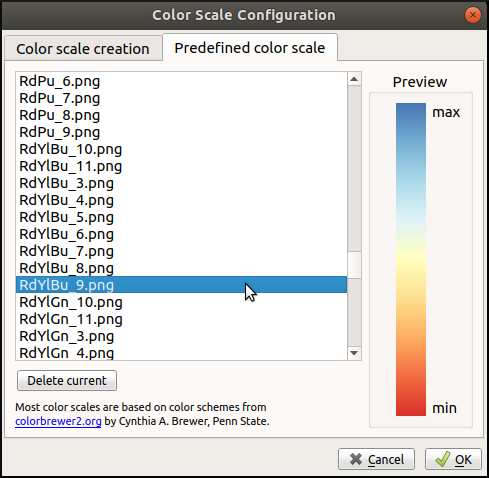 Color Scale Configuration
Color scale creation
Predefined color scale
RdPu_6.png
RdPu_7.png
RdPu_8.png
RdPu_9.png
RdYlBu_10.png
RdYlBu_11.png
RdYlBu_3.png
RdYlBu_4.png
RdYlBu_5.png
RdYlBu_6.png
RdYlBu_7.png
RdYlBu_8.png
RdYlBu_9.png
RdYlGn_10.png
RdYlGn_11.png
RdYlGn_3.png
RdYlGn_4.png
Preview
max
min
Delete current
Most color scales are based on color schemes from
colorbrewer2.org by Cynthia A. Brewer, Penn State.
Cancel
OK